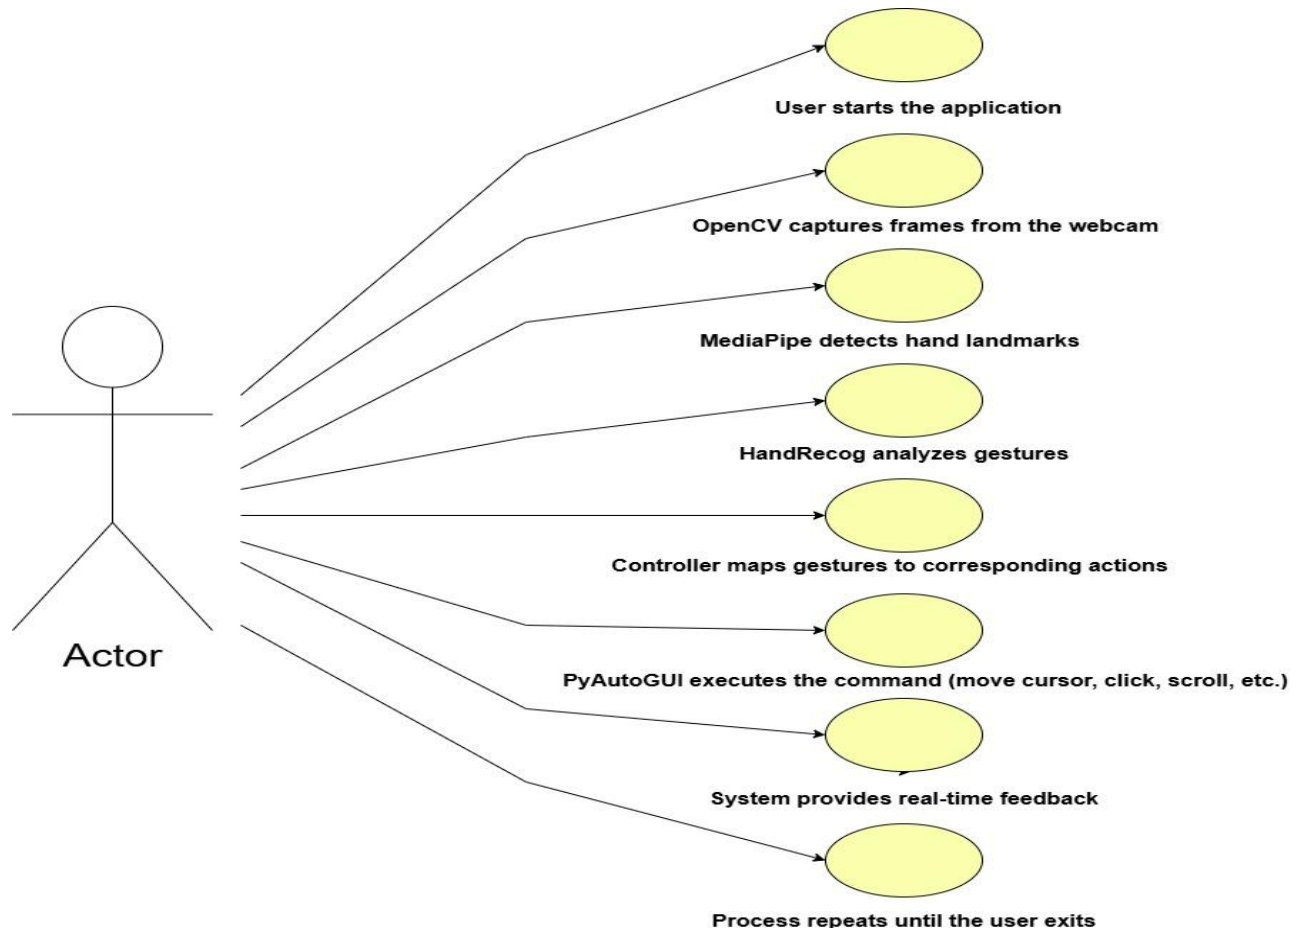 User starts the application
OpenCV captures frames from the webcam
MediaPipe detects hand landmarks
HandRecog analyzes gestures
Controller maps gestures to corresponding actions
Actor
PyAutoGUI executes the command (move cursor, click, scroll, etc.)
System provides real-time feedback
Process repeats until the user exits